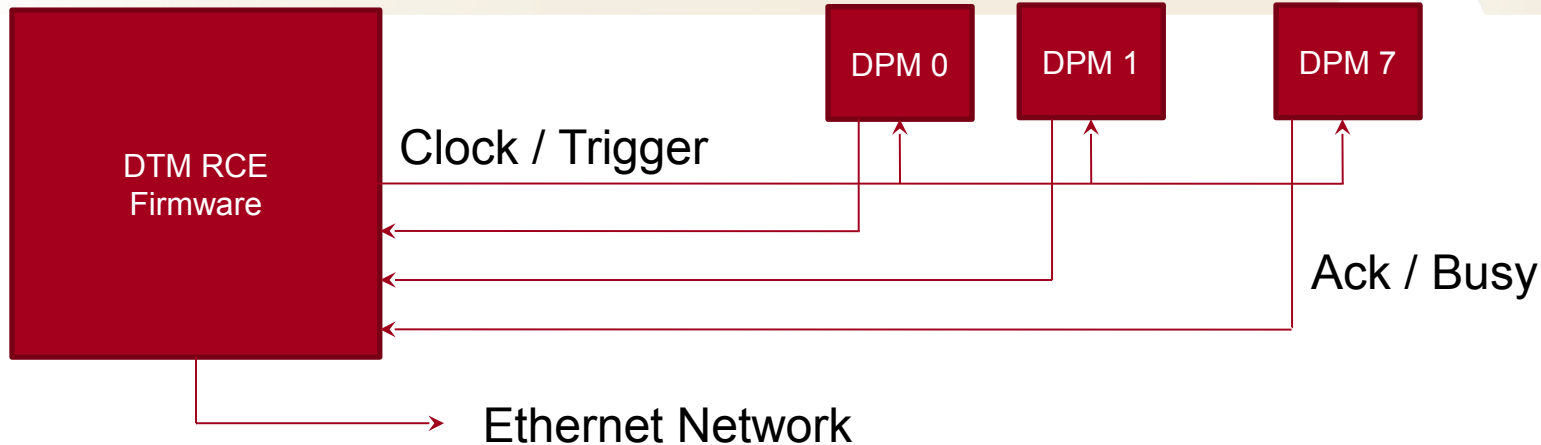 DPM 0
DPM 1
DPM 7
Clock / Trigger
DTM RCE
Firmware
Ack / Busy
Ethernet Network